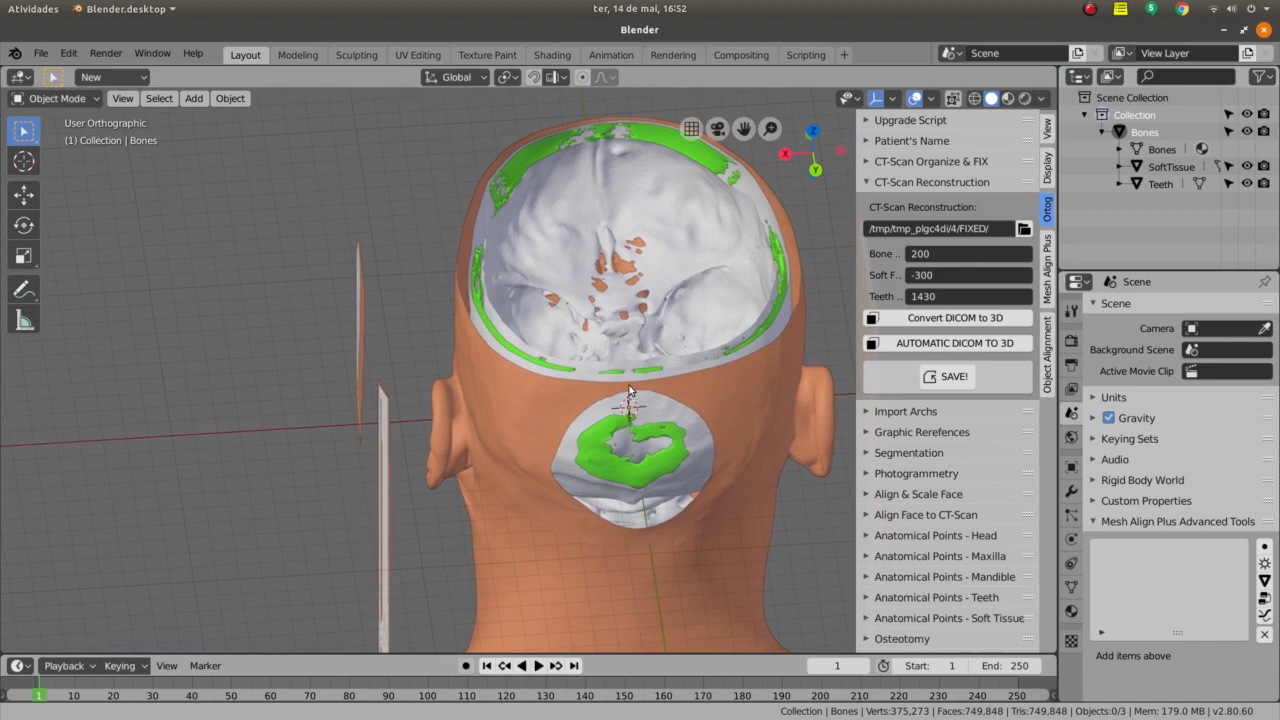 Atividades Blender.desktop ter, 14 de mai, 16:52
Blender
File Edit Render Window Help Layout Modeling Sculpting UV Editing Texture Paint Shading Animation Rendering Compositing Scripting + Scene View Layer
New Global
Object Mode View Select Add Object
User Orthographic
(1) Collection | Bones
Z
X
Y
Upgrade Script
Patient's Name
CT-Scan Organize & FIX
CT-Scan Reconstruction
CT-Scan Reconstruction:
/tmp/tmp_plgc4di/4/FIXED/
Bone .. 200
Soft F.. -300
Teeth .. 1430
Convert DICOM to 3D
AUTOMATIC DICOM TO 3D
SAVE!
Import Archs
Graphic Rerefences
Segmentation
Photogrammetry
Align & Scale Face
Align Face to CT-Scan
Anatomical Points - Head
Anatomical Points - Maxilla
Anatomical Points - Mandible
Anatomical Points - Teeth
Anatomical Points - Soft Tissue
Osteotomy
View
Display
Ortog
Mesh Align Plus
Object Alignment
Scene Collection
Collection
Bones
Bones
SoftTissue
Teeth
Scene
Scene
Camera
Background Scene
Active Movie Clip
Units
Gravity
Keying Sets
Audio
Rigid Body World
Custom Properties
Mesh Align Plus Advanced Tools
Add items above
Playback Keying View Marker 1 Start: 1 End: 250
1 10 20 30 40 50 60 70 80 90 100 110 120 130 140 150 160 170 180 190 200 210 220 230 240 250
Collection | Bones | Verts:375,273 | Faces:749,848 | Tris:749,848 | Objects:0/3 | Mem: 179.0 MB | v2.80.60